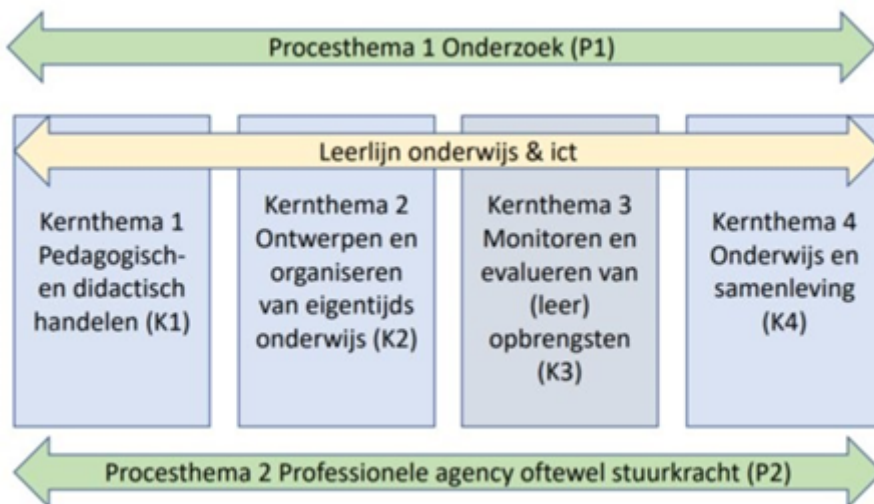 Procesthema 1 Onderzoek (P1)
Leerlijn onderwijs & ict
Kernthema 1
Pedagogisch-
en didactisch
handelen (K1)
Kernthema 2
Ontwerpen en
organiseren
van eigentijds
onderwijs (K2)
Kernthema 3
Monitoren en
evalueren van
(leer)
opbrengsten
(K3)
Kernthema 4
Onderwijs en
samenleving
(K4)
Procesthema 2 Professionele agency oftewel stuurkracht (P2)